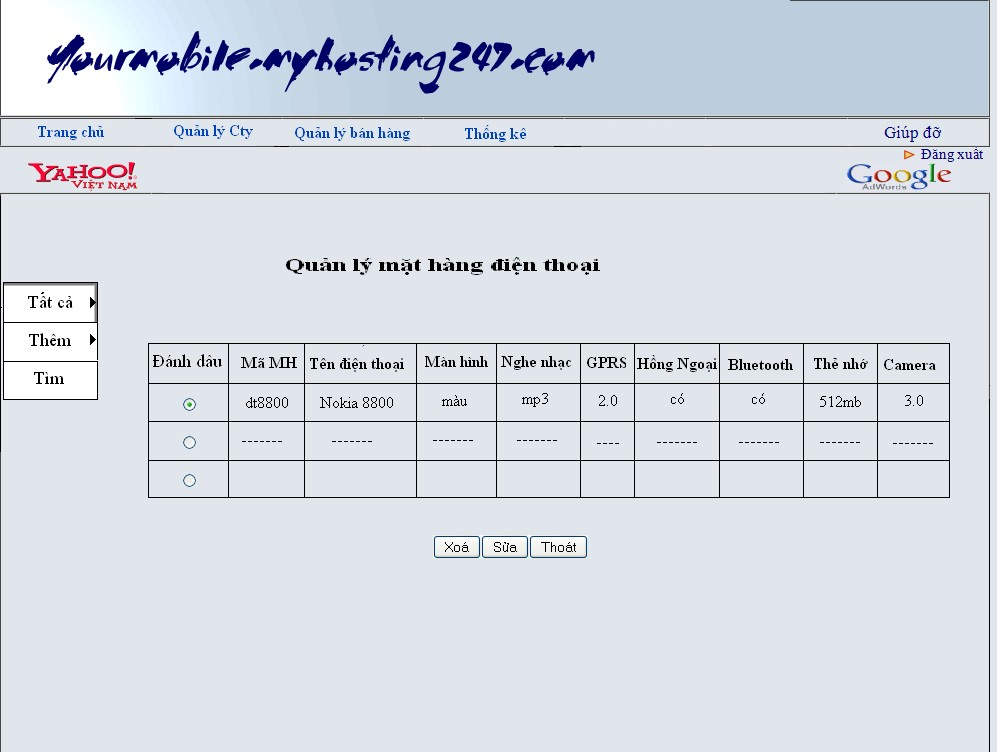 Yourmobile.myhosting247.com
Trang chủ Quản lý Cty Quản lý bán hàng Thống kê Giúp đỡ
Đăng xuất
YAHOO! VIỆT NAM
Google AdWords
Quản lý mặt hàng điện thoại
Tất cả
Thêm
Tìm
Đánh dâu Mã MH Tên điện thoại Màn hình Nghe nhạc GPRS Hồng Ngoại Bluetooth Thẻ nhớ Camera
dt8800 Nokia 8800 màu mp3 2.0 có có 512mb 3.0
------- ------- ------- ------- ---- ------- ------- ------- -------
Xoá Sửa Thoát